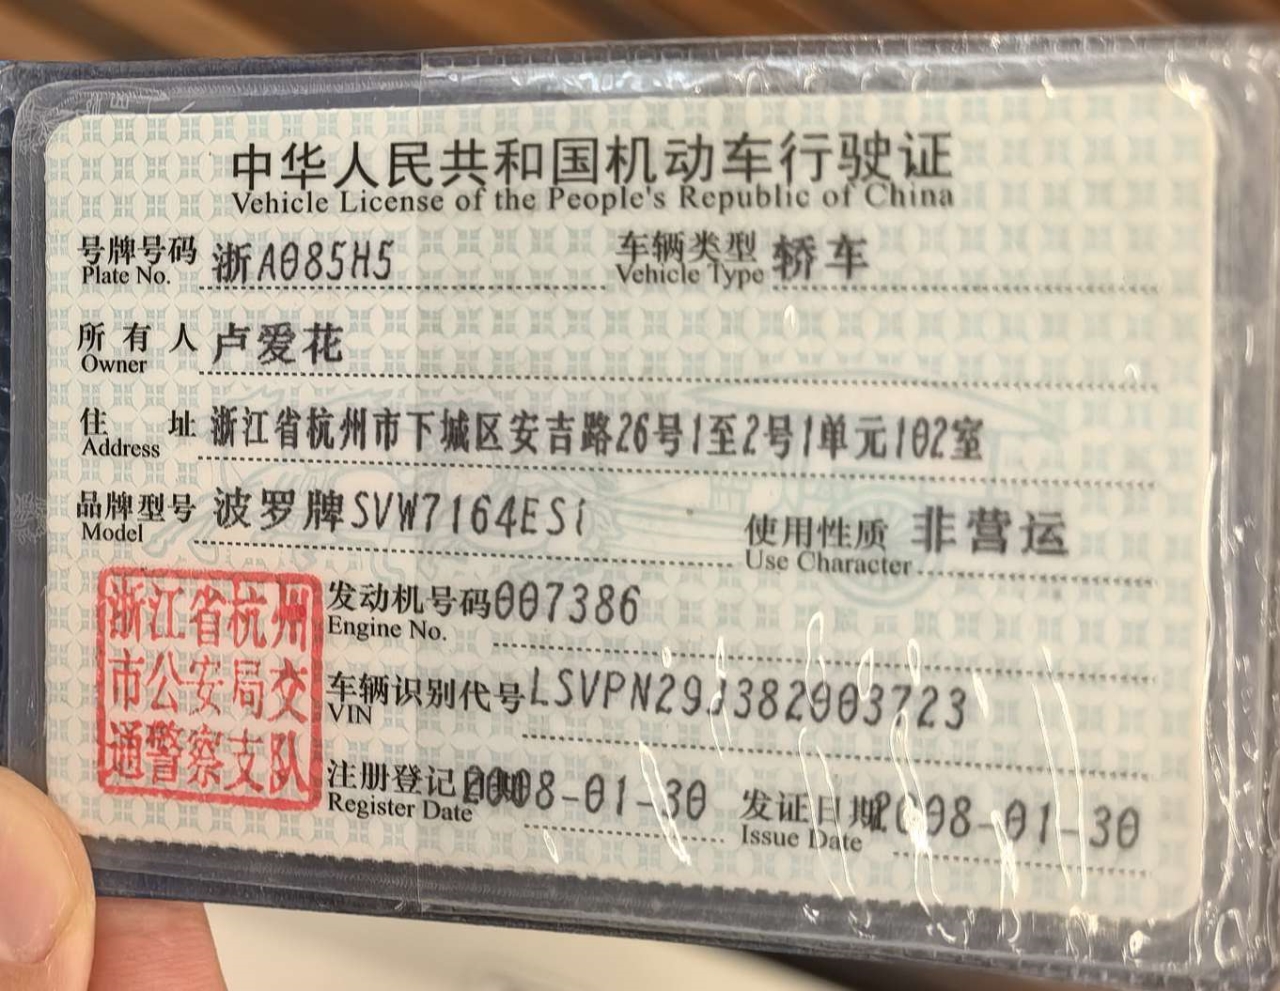 中华人民共和国机动车行驶证
Vehicle License of the People's Republic of China
号牌号码 浙A085H5 车辆类型 轿车
Plate No. Vehicle Type
所有人 卢爱花
Owner
住址 浙江省杭州市下城区安吉路26号1至2号1单元102室
Address
品牌型号 波罗牌SVW7164ESi 使用性质 非营运
Model Use Character
浙江省杭州
市公安局交
通警察支队
发动机号码 007386
Engine No.
车辆识别代号 LSVPN29J382003723
VIN
注册登记日期 2008-01-30 发证日期 2008-01-30
Register Date Issue Date